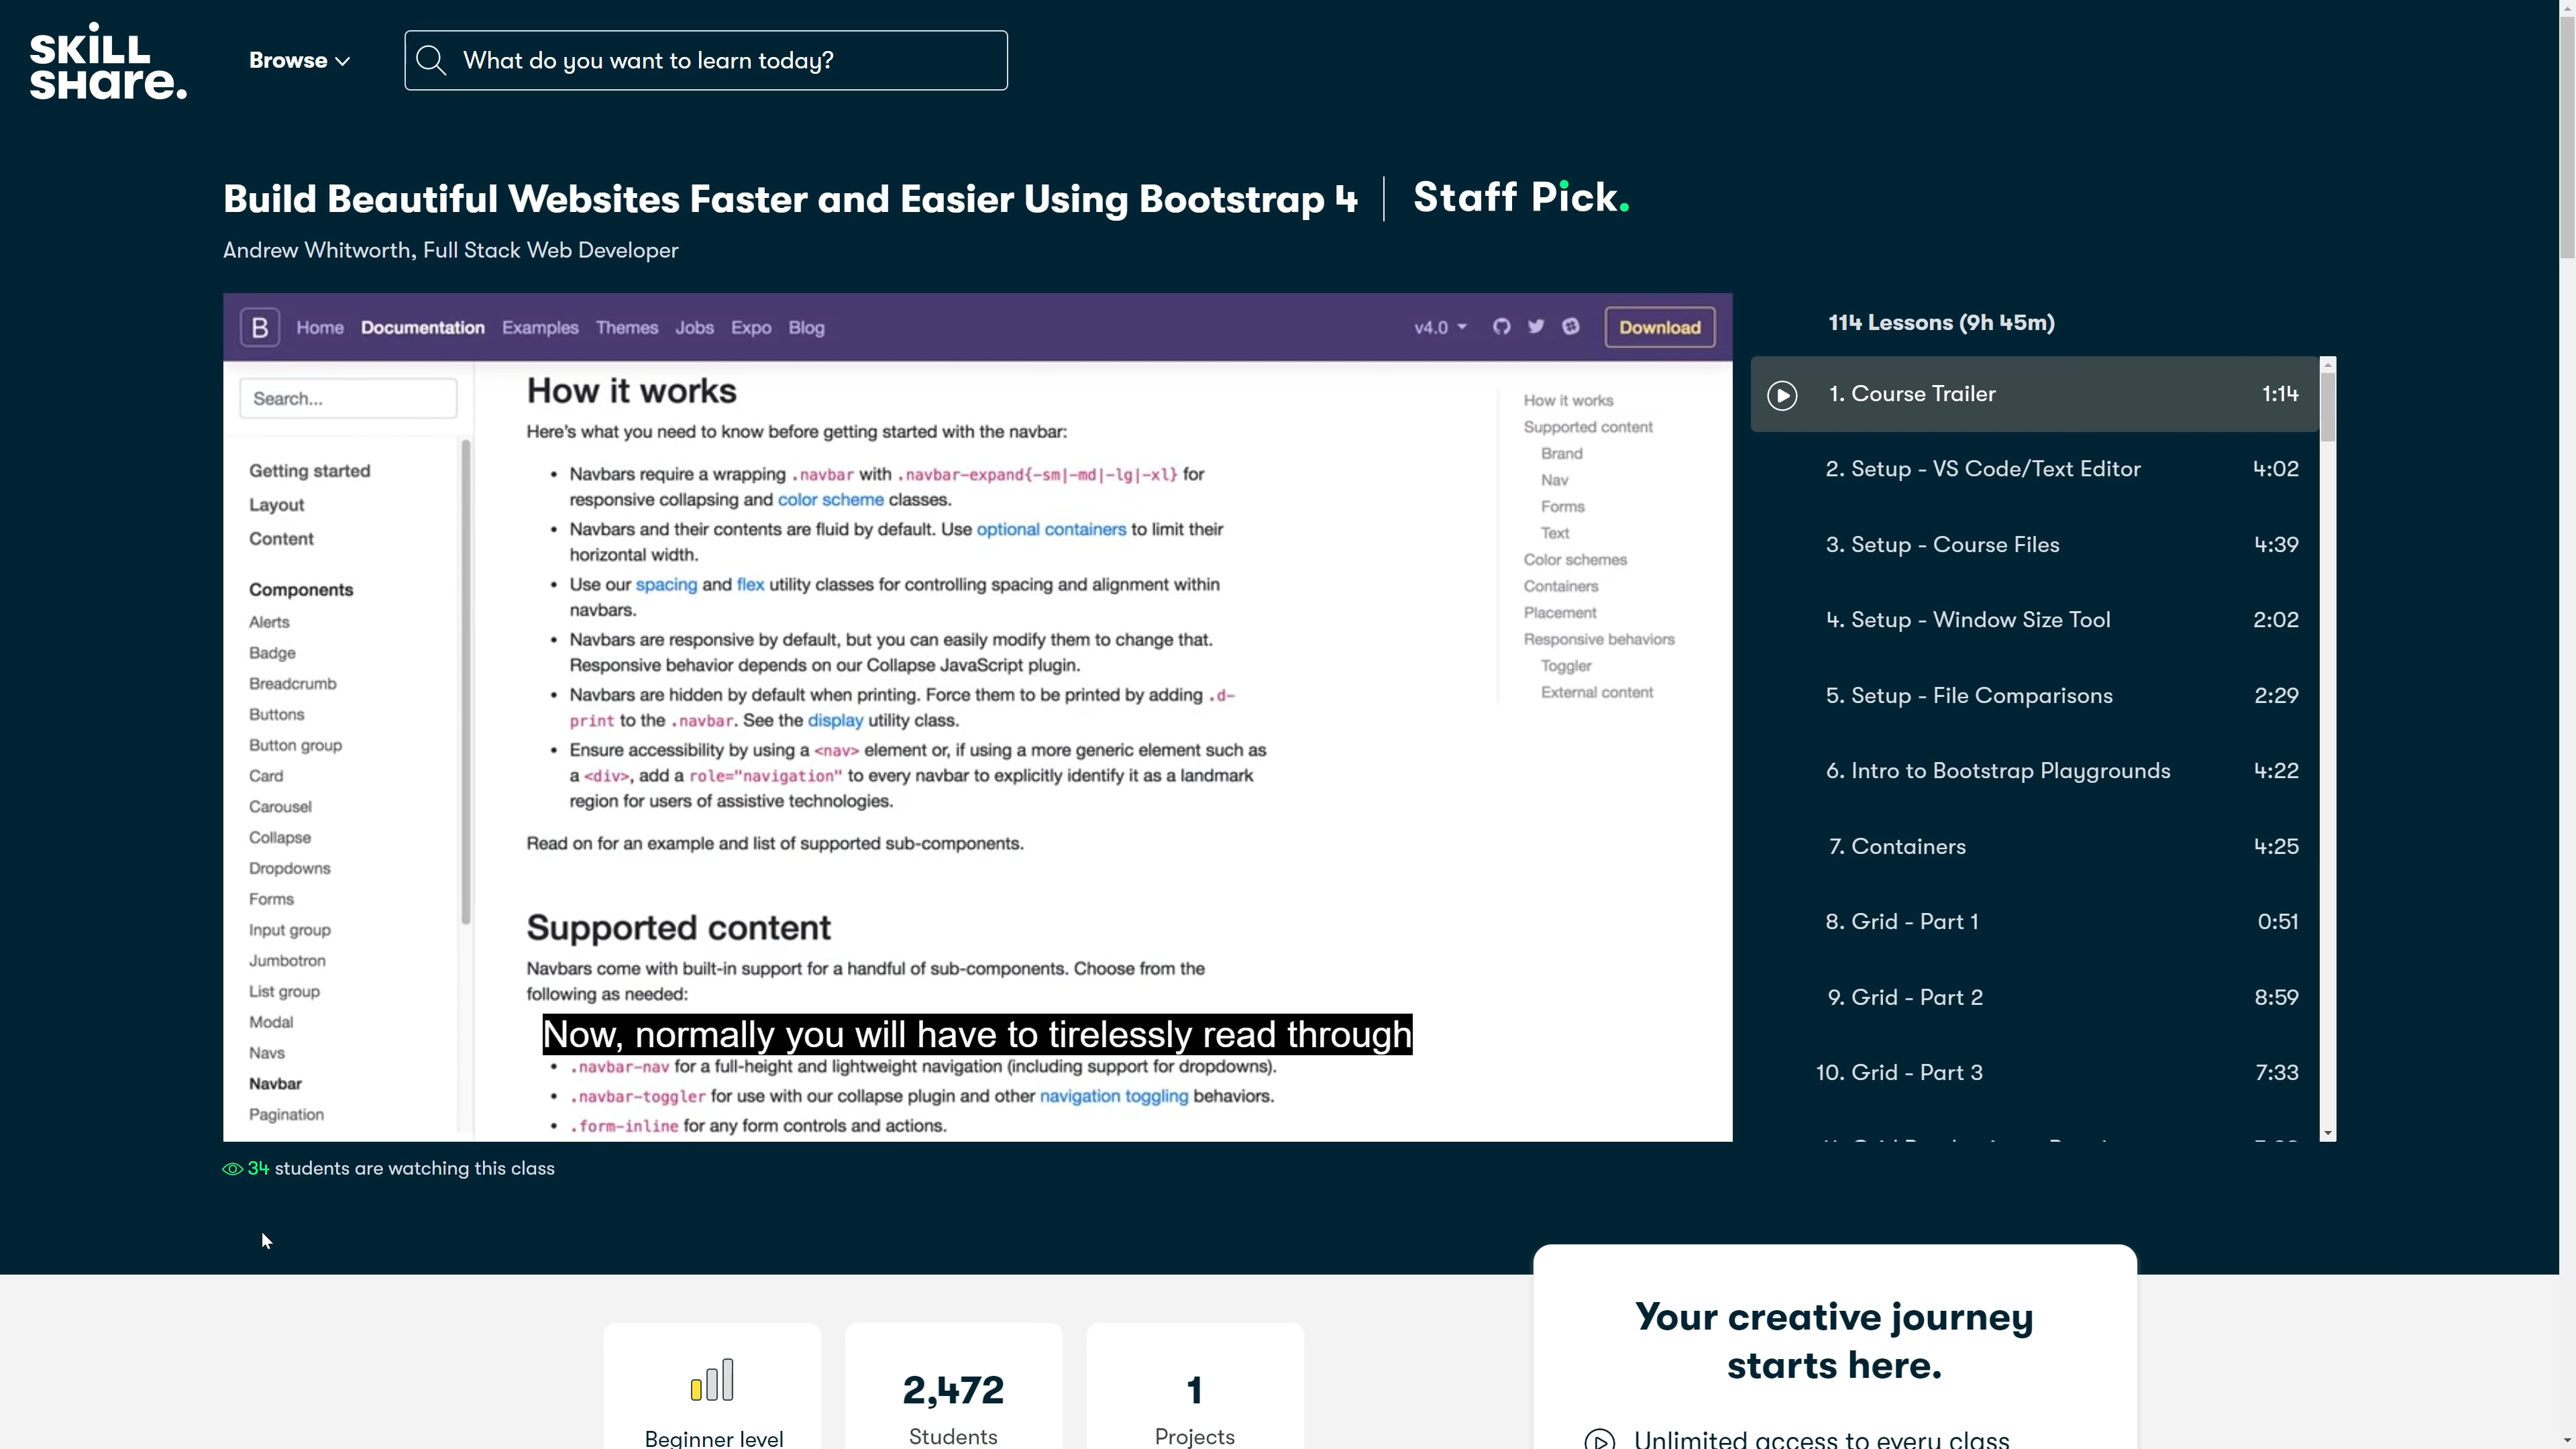 SKILL
SHare.
Browse
What do you want to learn today?
Build Beautiful Websites Faster and Easier Using Bootstrap 4
Staff Pick.
Andrew Whitworth, Full Stack Web Developer
B
Home
Documentation
Examples
Themes
Jobs
Expo
Blog
v4.0
Download
Search...
Getting started
Layout
Content
Components
Alerts
Badge
Breadcrumb
Buttons
Button group
Card
Carousel
Collapse
Dropdowns
Forms
Input group
Jumbotron
List group
Modal
Navs
Navbar
Pagination
How it works
Here's what you need to know before getting started with the navbar:
• Navbars require a wrapping .navbar with .navbar-expand{-sm|-md|-lg|-xl} for
responsive collapsing and color scheme classes.
• Navbars and their contents are fluid by default. Use optional containers to limit their
horizontal width.
• Use our spacing and flex utility classes for controlling spacing and alignment within
navbars.
• Navbars are responsive by default, but you can easily modify them to change that.
Responsive behavior depends on our Collapse JavaScript plugin.
• Navbars are hidden by default when printing. Force them to be printed by adding .d-
print to the .navbar. See the display utility class.
• Ensure accessibility by using a <nav> element or, if using a more generic element such as
a <div>, add a role="navigation" to every navbar to explicitly identify it as a landmark
region for users of assistive technologies.
Read on for an example and list of supported sub-components.
Supported content
Navbars come with built-in support for a handful of sub-components. Choose from the
following as needed:
Now, normally you will have to tirelessly read through
• .navbar-nav for a full-height and lightweight navigation (including support for dropdowns).
• .navbar-toggler for use with our collapse plugin and other navigation toggling behaviors.
• .form-inline for any form controls and actions.
How it works
Supported content
Brand
Nav
Forms
Text
Color schemes
Containers
Placement
Responsive behaviors
Toggler
External content
114 Lessons (9h 45m)
1. Course Trailer 1:14
2. Setup - VS Code/Text Editor 4:02
3. Setup - Course Files 4:39
4. Setup - Window Size Tool 2:02
5. Setup - File Comparisons 2:29
6. Intro to Bootstrap Playgrounds 4:22
7. Containers 4:25
8. Grid - Part 1 0:51
9. Grid - Part 2 8:59
10. Grid - Part 3 7:33
34 students are watching this class
Beginner level
2,472
Students
1
Projects
Your creative journey
starts here.
Unlimited access to every class